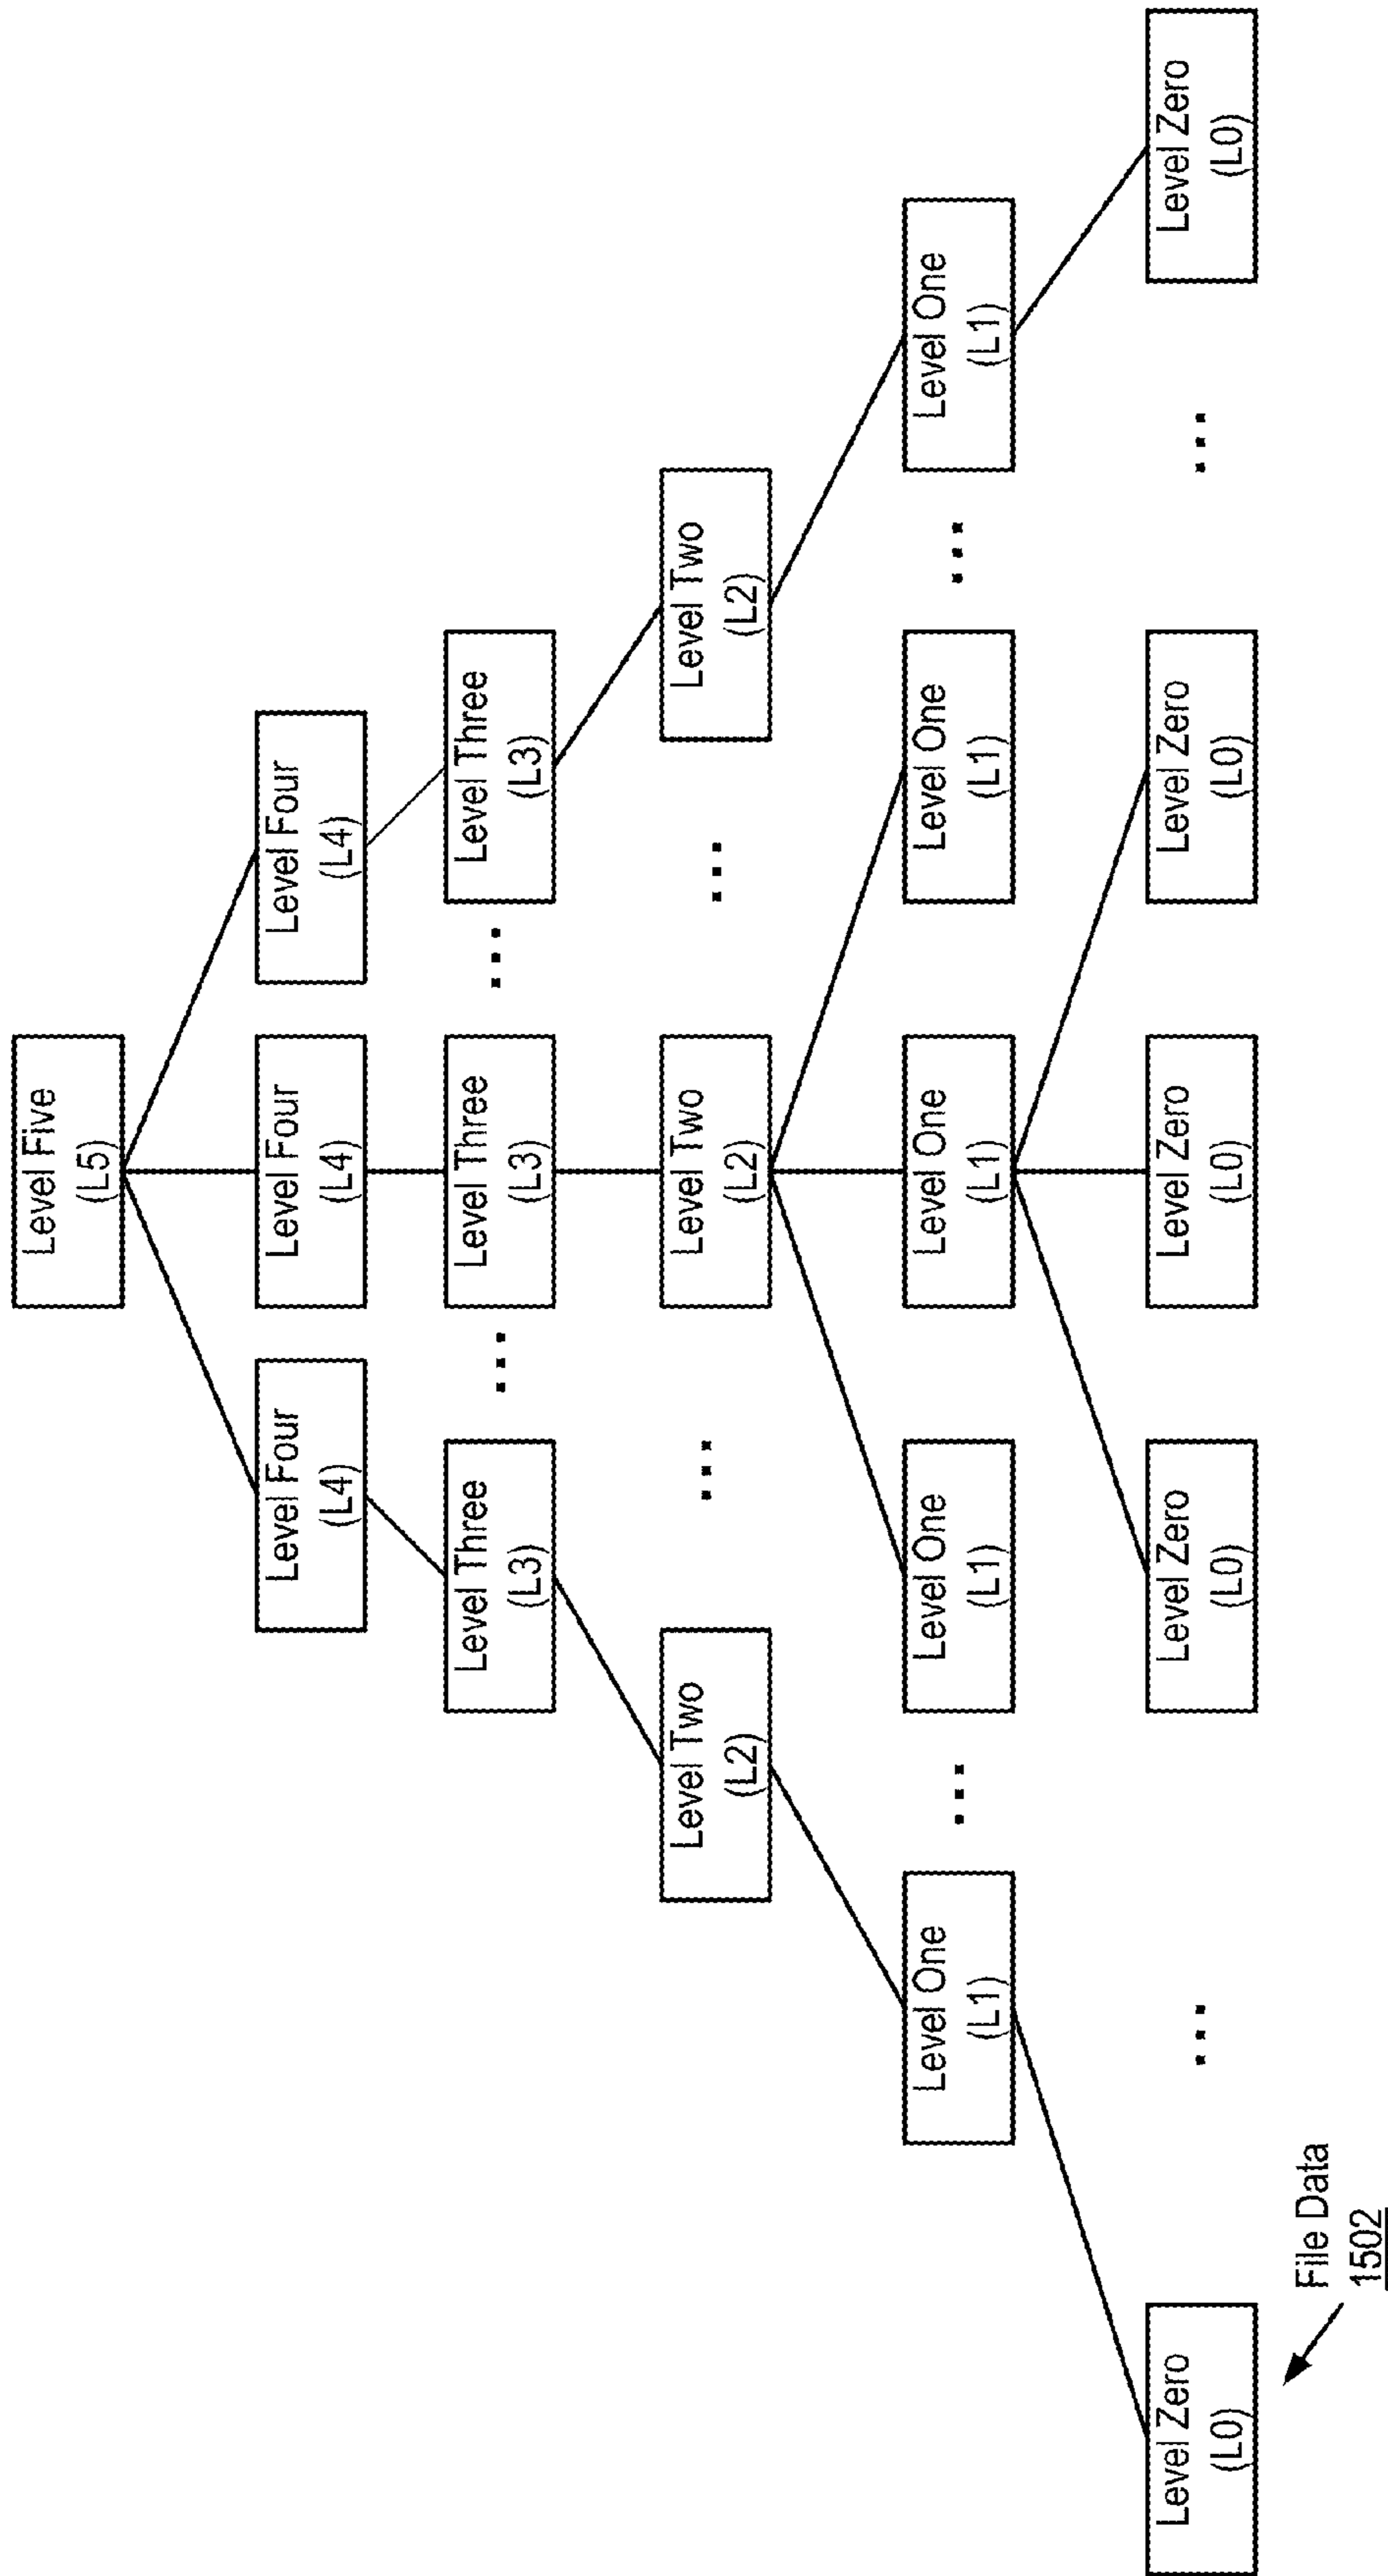 Level Five
(L5)
Level Four
(L4)
Level Four
(L4)
Level Four
(L4)
Level Three
(L3)
...
Level Three
(L3)
...
Level Three
(L3)
Level Two
(L2)
...
Level Two
(L2)
...
Level Two
(L2)
Level One
(L1)
...
Level One
(L1)
Level One
(L1)
Level One
(L1)
...
Level One
(L1)
Level Zero
(L0)
...
Level Zero
(L0)
Level Zero
(L0)
Level Zero
(L0)
...
Level Zero
(L0)
File Data
1502